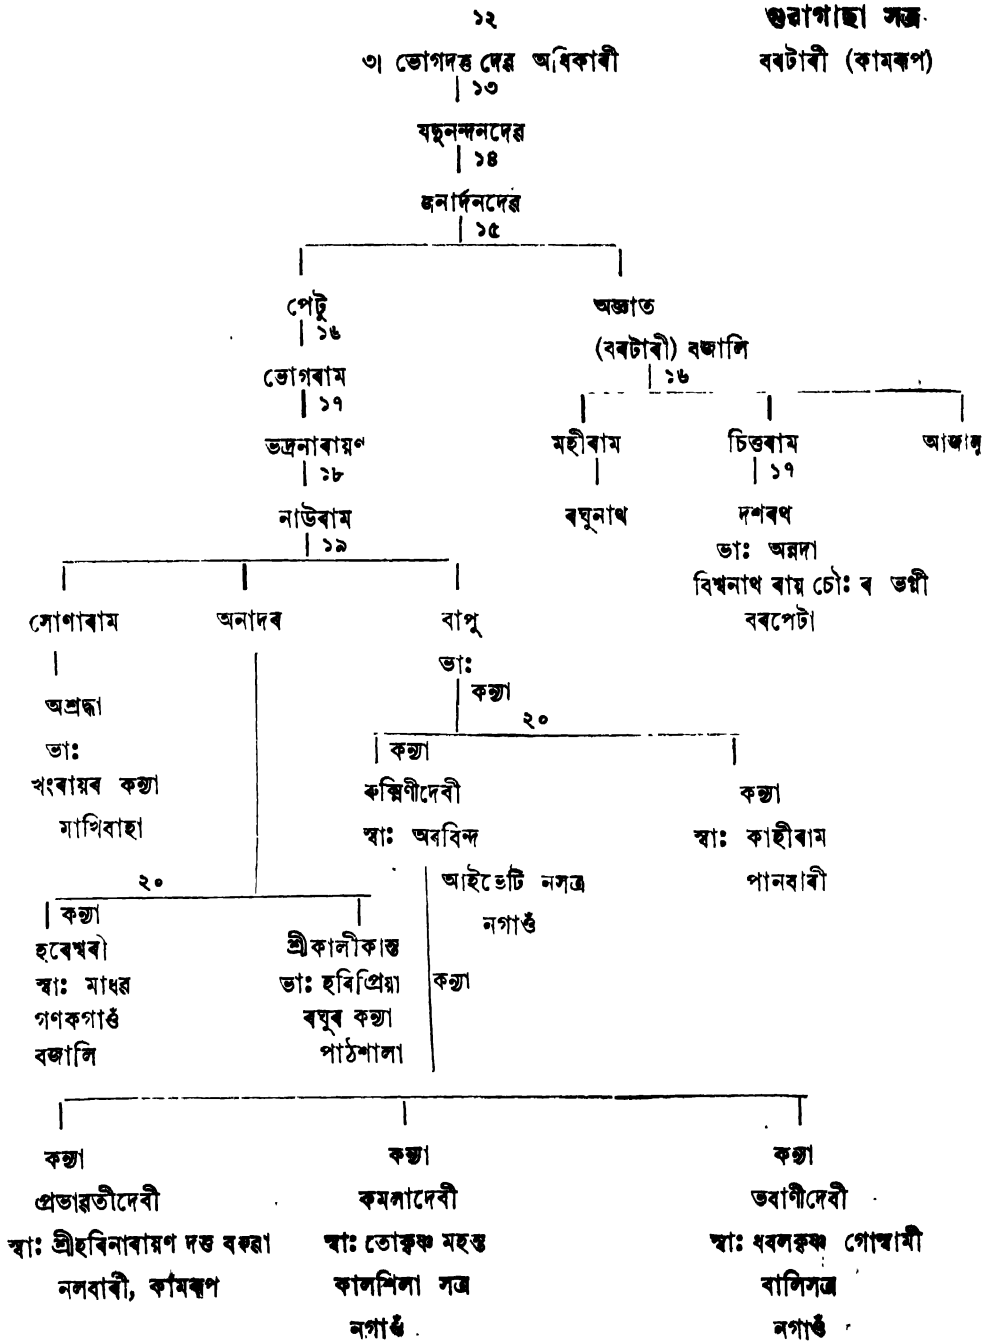 ১২ গুৱাগাছা সত্ৰ
৩৷ ভোগদত্ত দেৱ অধিকাৰী বৰটাৰী (কামৰূপ)
১৩
যদুনন্দনদেৱ
১৪
জনাৰ্দনদেৱ
১৫
পেটু অজ্ঞাত
১৬ (বৰটাৰী) বজালি
ভোগৰাম ১৬
১৭
ভদ্ৰনাৰায়ণ মহীৰাম চিত্তৰাম আজান
১৮ ১৭
নাউৰাম ৰঘুনাথ দশৰথ
১৯ ভাঃ অন্নদা
বিশ্বনাথ ৰায় চৌঃ ৰ ভগ্নী
সোণাৰাম অনাদৰ বাপু বৰপেটা
ভাঃ
কন্যা
অশ্ৰদ্ধা ২০
ভাঃ কন্যা
খংৰায়ৰ কন্যা ৰুক্মিণীদেৱী কন্যা
মাখিবাহা স্বাঃ অৰবিন্দ স্বাঃ কাহীৰাম
২০ আইভেটি নসত্ৰ পানবাৰী
কন্যা নগাওঁ
হৰেশ্বৰী শ্ৰীকালীকান্ত
স্বাঃ মাধৱ ভাঃ হৰিপ্ৰিয়া কন্যা
গণকগাওঁ ৰঘুৰ কন্যা
বজালি পাঠশালা
কন্যা কন্যা কন্যা
প্ৰভাৱতীদেবী কমলাদেবী ভবাণীদেবী
স্বাঃ শ্ৰীহৰিনাৰায়ণ দত্ত বৰুৱা স্বাঃ তোকৃষ্ণ মহন্ত স্বাঃ ধবলকৃষ্ণ গোস্বামী
নলবাৰী, কামৰূপ কালশিলা সত্ৰ বালিসত্ৰ
নগাওঁ নগাওঁ